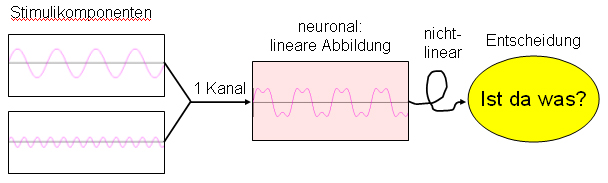 Stimulikomponenten
1 Kanal
neuronal:
lineare Abbildung
nicht-
linear
Entscheidung
Ist da was?